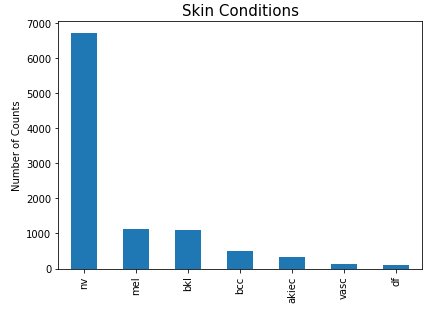 Skin Conditions
Number of Counts
7000
6000
5000
4000
3000
2000
1000
0
nv
mel
bkl
bcc
akiec
vasc
df